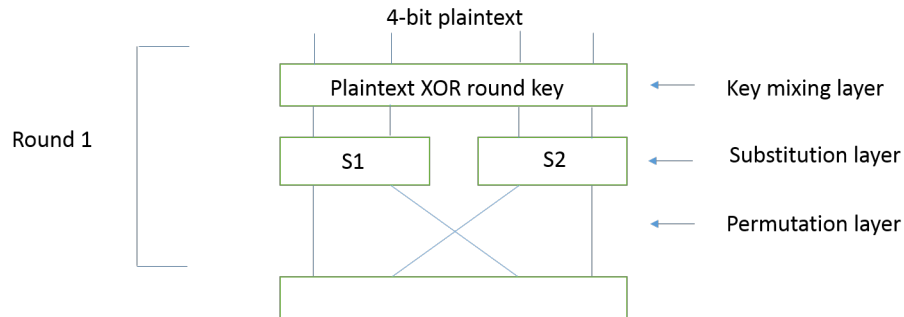 4-bit plaintext
Plaintext XOR round key
Key mixing layer
Round 1
S1
S2
Substitution layer
Permutation layer